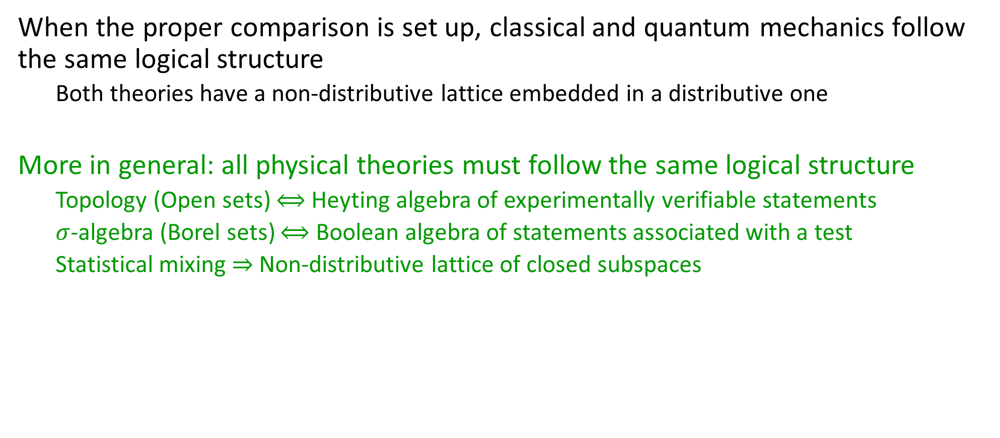 When the proper comparison is set up, classical and quantum mechanics follow
the same logical structure
Both theories have a non-distributive lattice embedded in a distributive one
More in general: all physical theories must follow the same logical structure
Topology (Open sets) ⟺ Heyting algebra of experimentally verifiable statements
𝜎-algebra (Borel sets) ⟺ Boolean algebra of statements associated with a test
Statistical mixing ⇒ Non-distributive lattice of closed subspaces